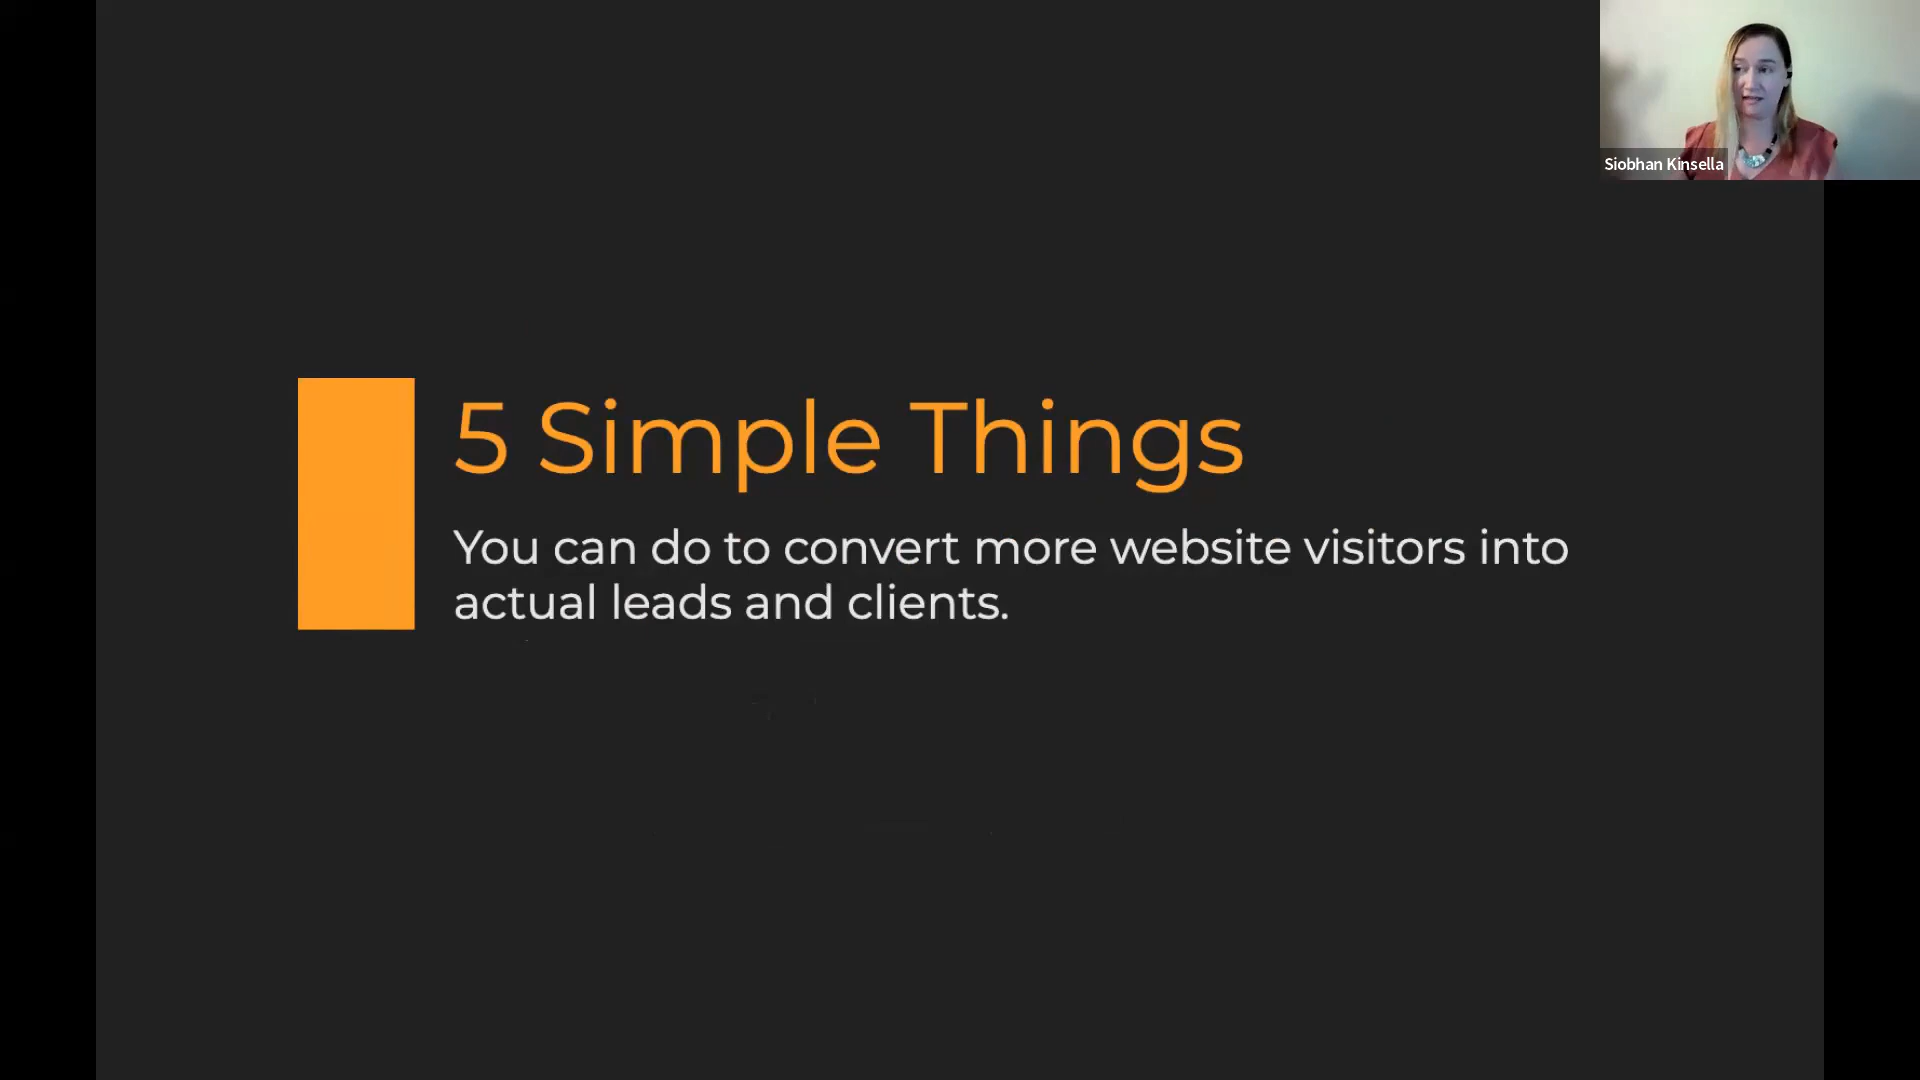 Siobhan Kinsella
5 Simple Things
You can do to convert more website visitors into
actual leads and clients.